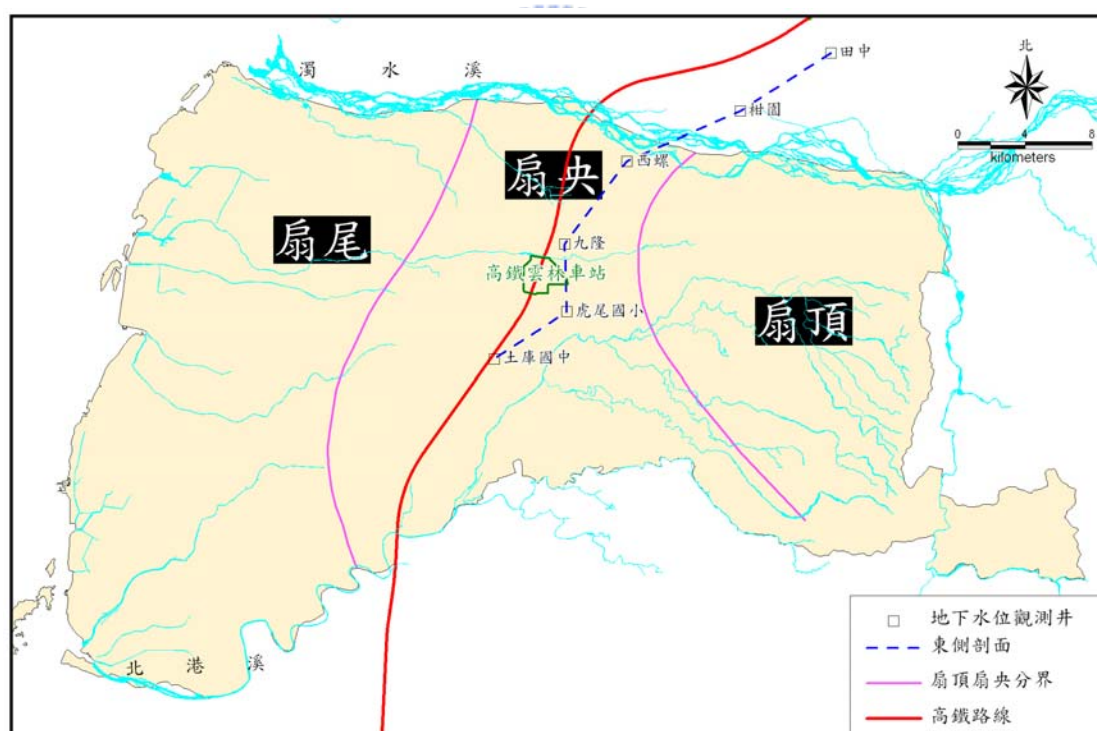 北
田中
濁水溪
柑園
0 4 8
kilometers
西螺
扇央
扇尾
九隆
高鐵雲林車站
虎尾國小
扇頂
土庫國中
北港溪
地下水位觀測井
東側剖面
扇頂扇央分界
高鐵路線